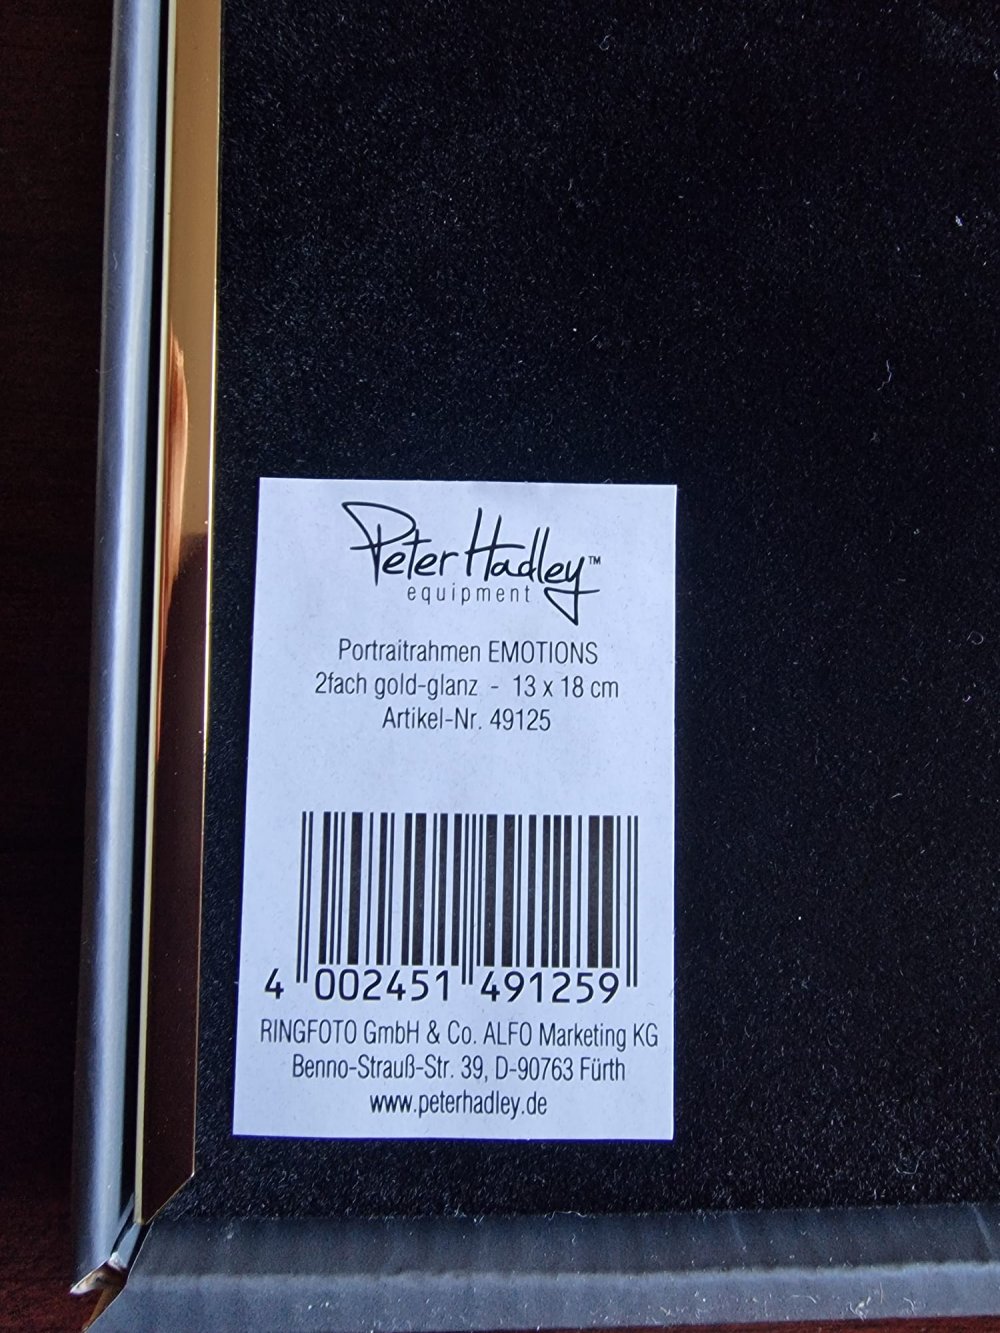 Peter Hadley™
equipment
Portraitrahmen EMOTIONS
2fach gold-glanz - 13 x 18 cm
Artikel-Nr. 49125
4 002451 491259
RINGFOTO GmbH & Co. ALFO Marketing KG
Benno-Strauß-Str. 39, D-90763 Fürth
www.peterhadley.de